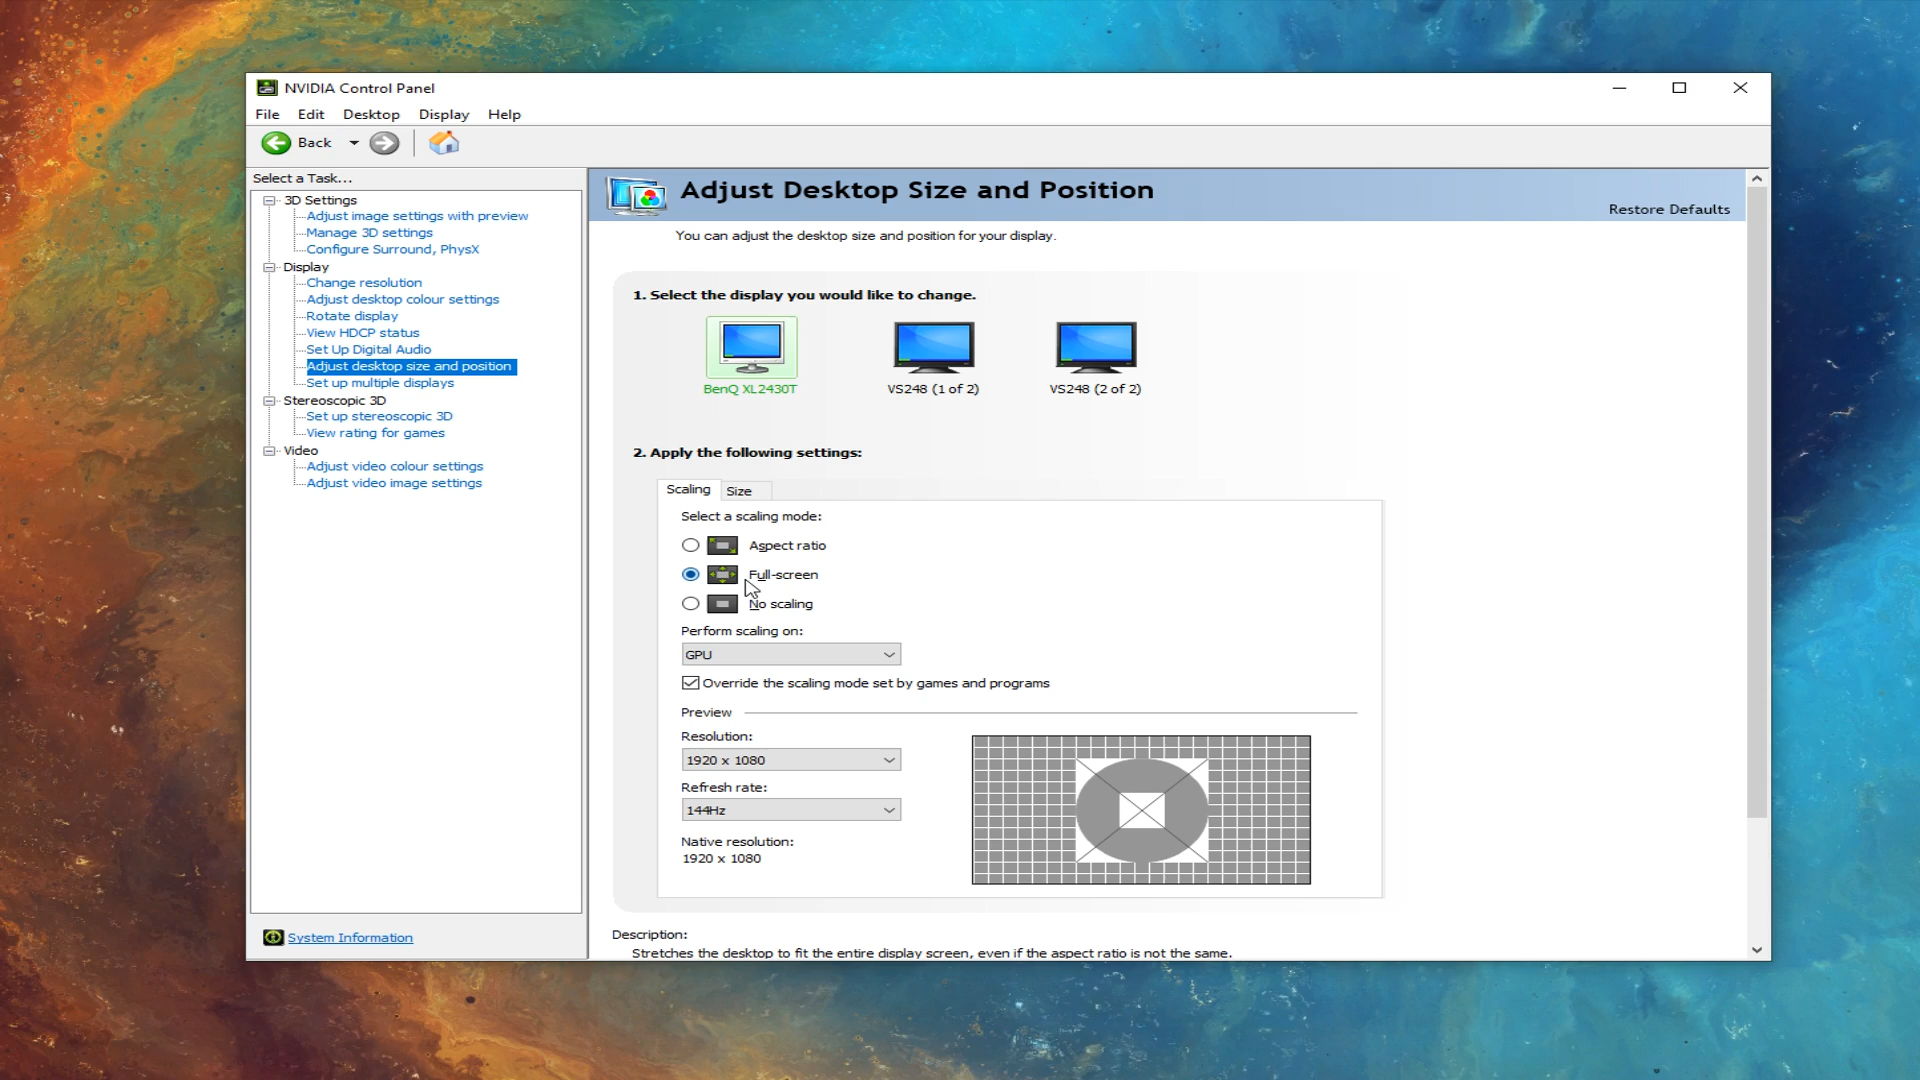 NVIDIA Control Panel
File Edit Desktop Display Help
Back
Select a Task...
3D Settings
Adjust image settings with preview
Manage 3D settings
Configure Surround, PhysX
Display
Change resolution
Adjust desktop colour settings
Rotate display
View HDCP status
Set Up Digital Audio
Adjust desktop size and position
Set up multiple displays
Stereoscopic 3D
Set up stereoscopic 3D
View rating for games
Video
Adjust video colour settings
Adjust video image settings
System Information
Adjust Desktop Size and Position
Restore Defaults
You can adjust the desktop size and position for your display.
1. Select the display you would like to change.
BenQ XL2430T VS248 (1 of 2) VS248 (2 of 2)
2. Apply the following settings:
Scaling Size
Select a scaling mode:
Aspect ratio
Full-screen
No scaling
Perform scaling on:
GPU
Override the scaling mode set by games and programs
Preview
Resolution:
1920 x 1080
Refresh rate:
144Hz
Native resolution:
1920 x 1080
Description:
Stretches the desktop to fit the entire display screen, even if the aspect ratio is not the same.